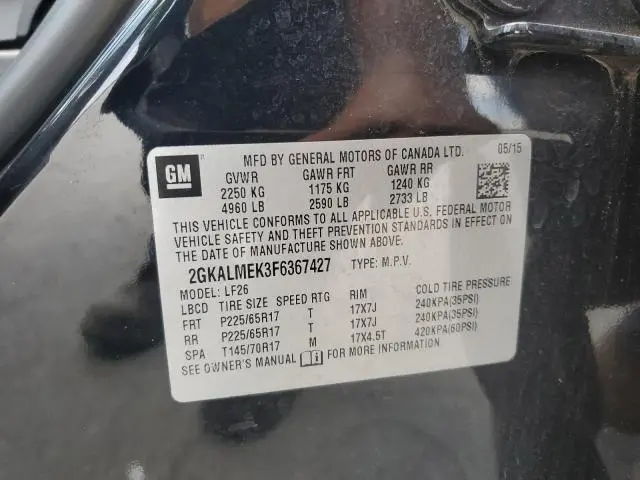 GM
MFD BY GENERAL MOTORS OF CANADA LTD. 05/15
GVWR GAWR FRT GAWR RR
2250 KG 1175 KG 1240 KG
4960 LB 2590 LB 2733 LB
THIS VEHICLE CONFORMS TO ALL APPLICABLE U.S. FEDERAL MOTOR
VEHICLE SAFETY AND THEFT PREVENTION STANDARDS IN EFFECT ON
THE DATE OF MANUFACTURE SHOWN ABOVE.
2GKALMEK3F6367427 TYPE: M.P.V.
MODEL: LF26
LBCD TIRE SIZE SPEED RTG RIM COLD TIRE PRESSURE
FRT P225/65R17 T 17X7J 240KPA(35PSI)
RR P225/65R17 T 17X7J 240KPA(35PSI)
SPA T145/70R17 M 17X4.5T 420KPA(60PSI)
SEE OWNER'S MANUAL i FOR MORE INFORMATION